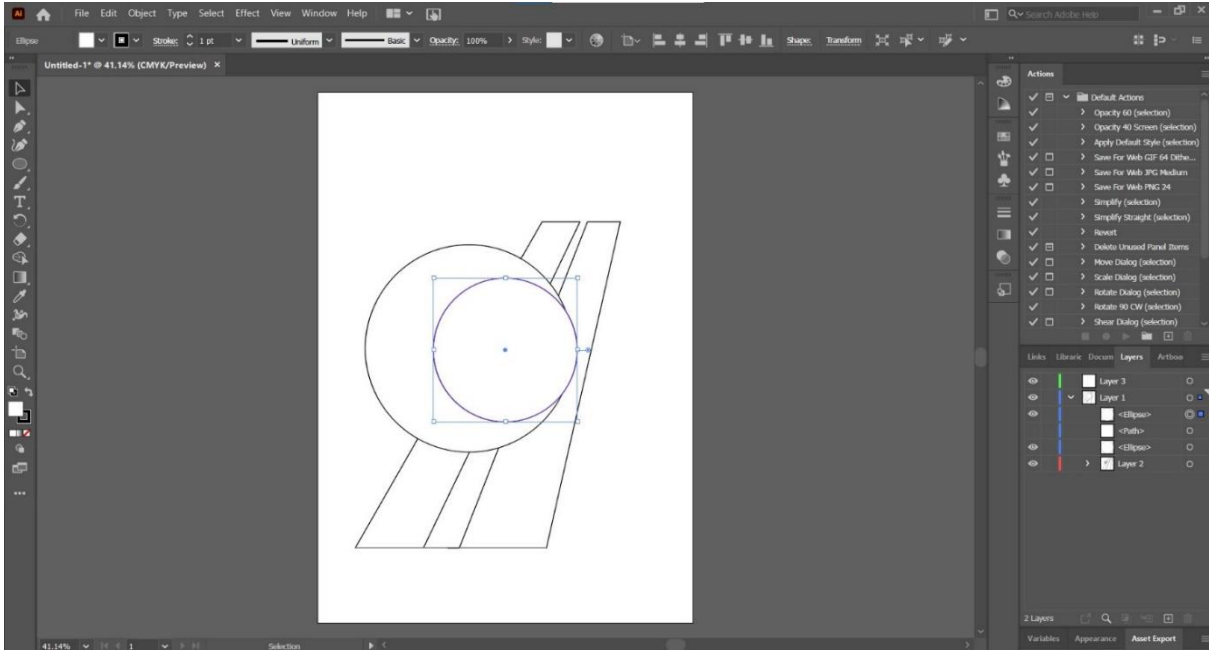 Ai File Edit Object Type Select Effect View Window Help Search Adobe Help
Ellipse Stroke: 1 pt Uniform Basic Opacity: 100% Style: Shape: Transform
Untitled-1* @ 41.14% (CMYK/Preview) ×
Actions
Default Actions
Opacity 60 (selection)
Opacity 40 Screen (selection)
Apply Default Style (selection)
Save For Web GIF 64 Dithe...
Save For Web JPG Medium
Save For Web PNG 24
Simplify (selection)
Simplify Straight (selection)
Revert
Delete Unused Panel Items
Move Dialog (selection)
Scale Dialog (selection)
Rotate Dialog (selection)
Rotate 90 CW (selection)
Shear Dialog (selection)
Links Librarie Docum Layers Artboa
Layer 3
Layer 1
<Ellipse>
<Path>
<Ellipse>
Layer 2
2 Layers
Variables Appearance Asset Export
41.14% 1 Selection